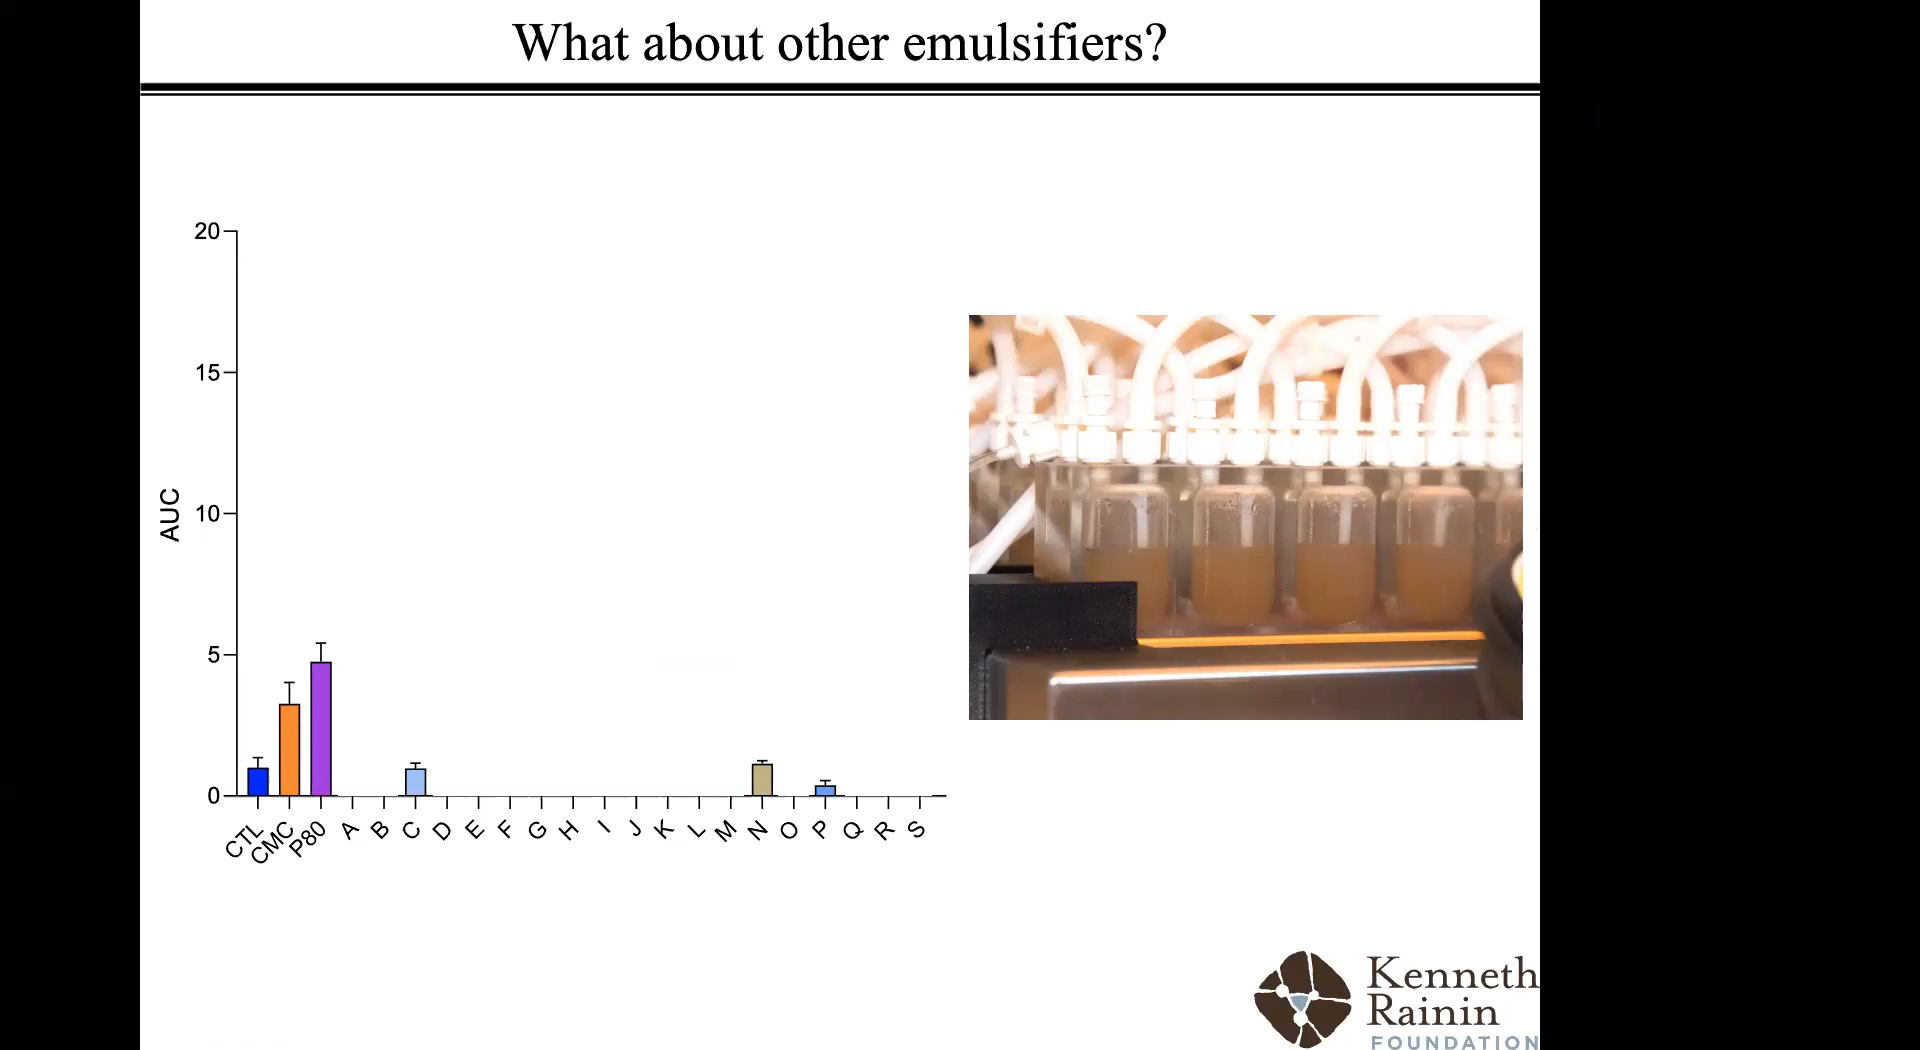 What about other emulsifiers?
20
15
10
5
0
AUC
CTL CMC P80 A B C D E F G H I J K L M N O P Q R S
Kenneth
Rainin
FOUNDATION